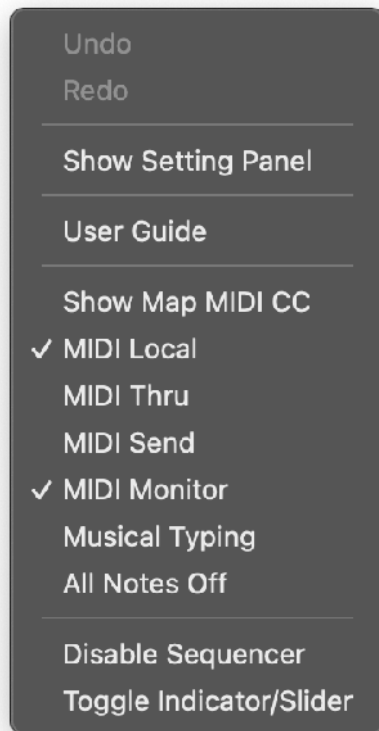 Undo
Redo
Show Setting Panel
User Guide
Show Map MIDI CC
✓ MIDI Local
MIDI Thru
MIDI Send
✓ MIDI Monitor
Musical Typing
All Notes Off
Disable Sequencer
Toggle Indicator/Slider